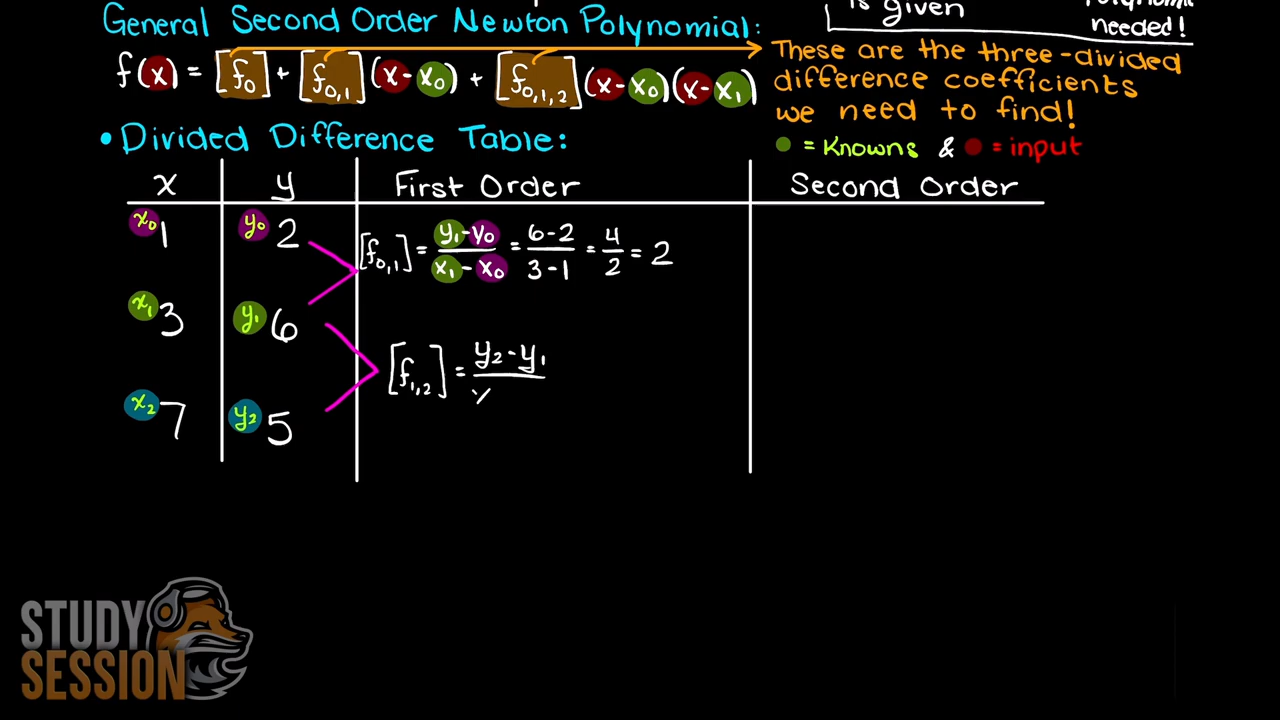 is given
needed!
General Second Order Newton Polynomial:
f(x) = [f₀] + [f₀,₁](x-x₀) + [f₀,₁,₂](x-x₀)(x-x₁)
These are the three-divided
difference coefficients
we need to find!
= Knowns & = input
• Divided Difference Table:
x y First Order Second Order
x₀ 1 y₀ 2 [f₀,₁] = y₁-y₀ / x₁-x₀ = 6-2 / 3-1 = 4/2 = 2
x₁ 3 y₁ 6
[f₁,₂] = y₂-y₁
x₂ 7 y₂ 5
STUDY
SESSION